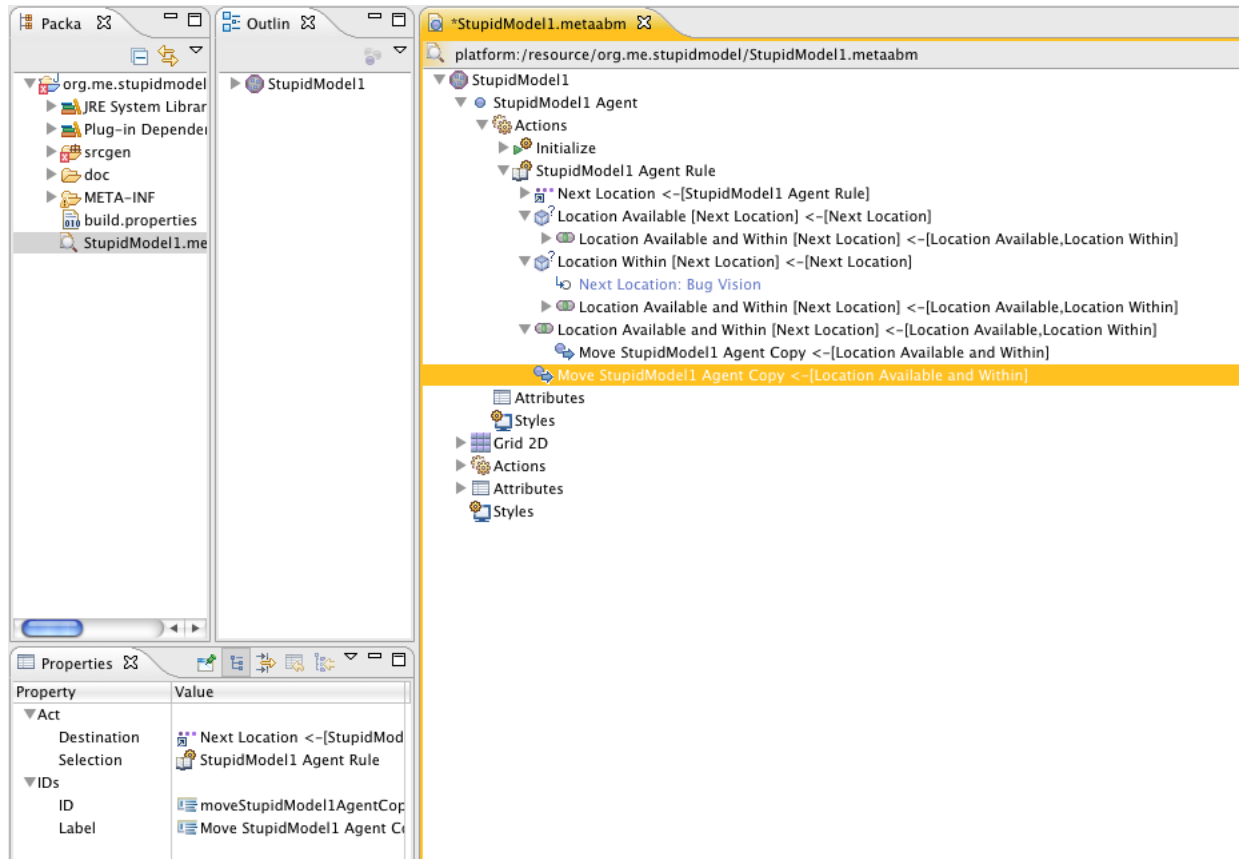 Packa
org.me.stupidmodel
JRE System Librar
Plug-in Depender
srcgen
doc
META-INF
build.properties
StupidModel1.me
Outlin
StupidModel1
*StupidModel1.metaabm
platform:/resource/org.me.stupidmodel/StupidModel1.metaabm
StupidModel1
StupidModel1 Agent
Actions
Initialize
StupidModel1 Agent Rule
Next Location <-[StupidModel1 Agent Rule]
Location Available [Next Location] <-[Next Location]
Location Available and Within [Next Location] <-[Location Available,Location Within]
Location Within [Next Location] <-[Next Location]
Next Location: Bug Vision
Location Available and Within [Next Location] <-[Location Available,Location Within]
Location Available and Within [Next Location] <-[Location Available,Location Within]
Move StupidModel1 Agent Copy <-[Location Available and Within]
Move StupidModel1 Agent Copy <-[Location Available and Within]
Attributes
Styles
Grid 2D
Actions
Attributes
Styles
Properties
Property Value
Act
Destination Next Location <-[StupidMod
Selection StupidModel1 Agent Rule
IDs
ID moveStupidModel1AgentCop
Label Move StupidModel1 Agent Co